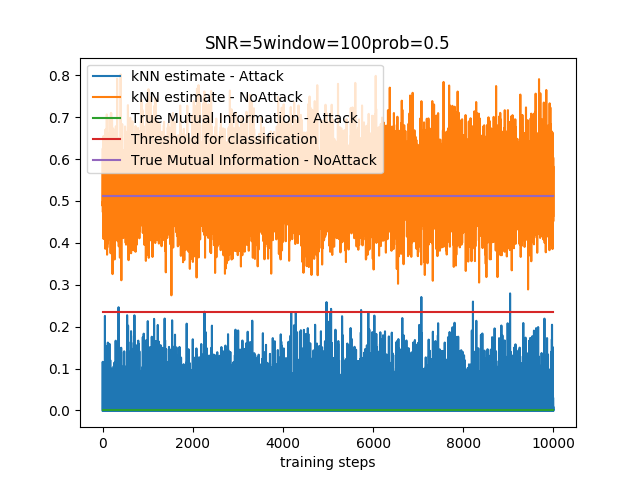 SNR=5window=100prob=0.5
kNN estimate - Attack
kNN estimate - NoAttack
True Mutual Information - Attack
Threshold for classification
True Mutual Information - NoAttack
0.8
0.7
0.6
0.5
0.4
0.3
0.2
0.1
0.0
0 2000 4000 6000 8000 10000
training steps